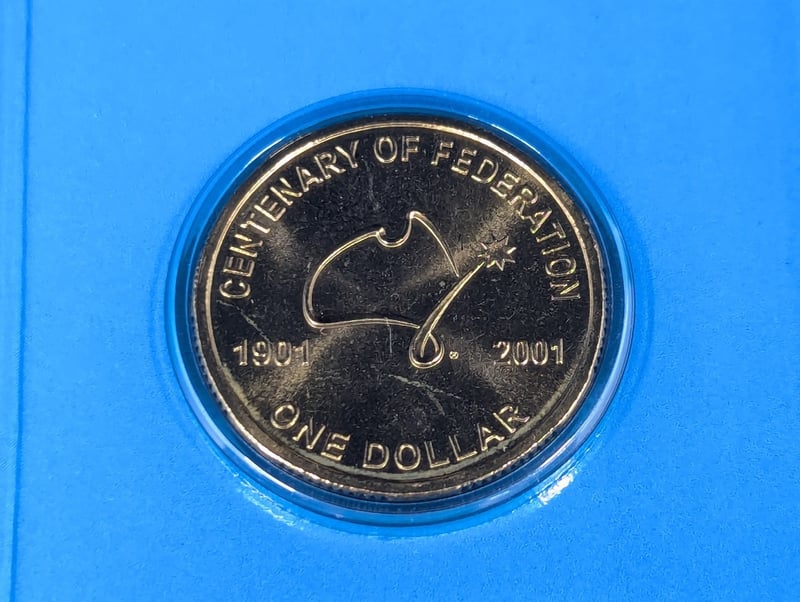 CENTENARY OF FEDERATION
1901 2001
ONE DOLLAR